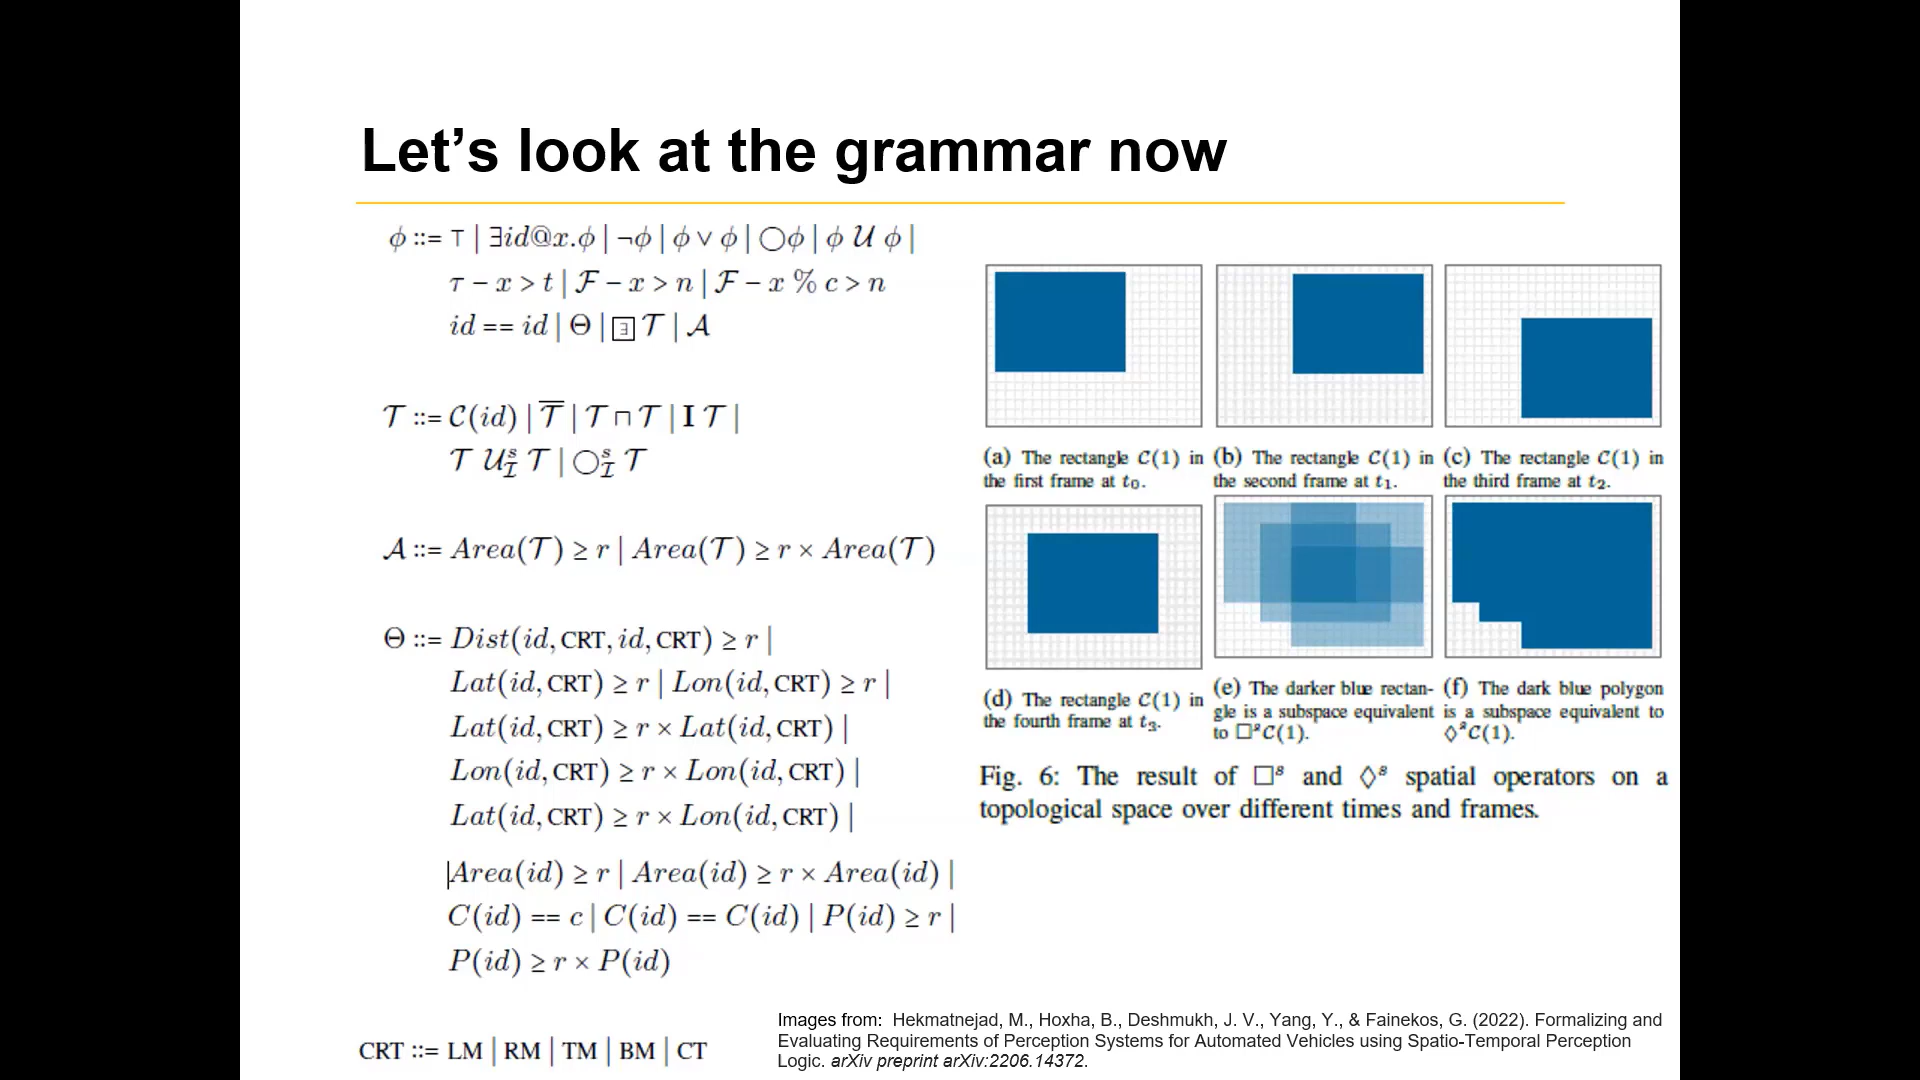 Let's look at the grammar now
ϕ ::= ⊤ | ∃id@x.ϕ | ¬ϕ | ϕ ∨ ϕ | ◯ϕ | ϕ 𝒰 ϕ |
τ − x > t | ℱ − x > n | ℱ − x % c > n
id == id | Θ | ⍰ 𝒯 | 𝒜
𝒯 ::= 𝒞(id) | 𝒯̅ | 𝒯 ⊓ 𝒯 | I 𝒯 |
𝒯 𝒰ˢ_ℐ 𝒯 | ◯ˢ_ℐ 𝒯
𝒜 ::= Area(𝒯) ≥ r | Area(𝒯) ≥ r × Area(𝒯)
Θ ::= Dist(id, CRT, id, CRT) ≥ r |
Lat(id, CRT) ≥ r | Lon(id, CRT) ≥ r |
Lat(id, CRT) ≥ r × Lat(id, CRT) |
Lon(id, CRT) ≥ r × Lon(id, CRT) |
Lat(id, CRT) ≥ r × Lon(id, CRT) |
|Area(id) ≥ r | Area(id) ≥ r × Area(id) |
C(id) == c | C(id) == C(id) | P(id) ≥ r |
P(id) ≥ r × P(id)
CRT ::= LM | RM | TM | BM | CT
(a) The rectangle 𝒞(1) in
the first frame at t₀.
(b) The rectangle 𝒞(1) in
the second frame at t₁.
(c) The rectangle 𝒞(1) in
the third frame at t₂.
(d) The rectangle 𝒞(1) in
the fourth frame at t₃.
(e) The darker blue rectan-
gle is a subspace equivalent
to □ˢ𝒞(1).
(f) The dark blue polygon
is a subspace equivalent to
◇ˢ𝒞(1).
Fig. 6: The result of □ˢ and ◇ˢ spatial operators on a
topological space over different times and frames.
Images from: Hekmatnejad, M., Hoxha, B., Deshmukh, J. V., Yang, Y., & Fainekos, G. (2022). Formalizing and
Evaluating Requirements of Perception Systems for Automated Vehicles using Spatio-Temporal Perception
Logic. arXiv preprint arXiv:2206.14372.